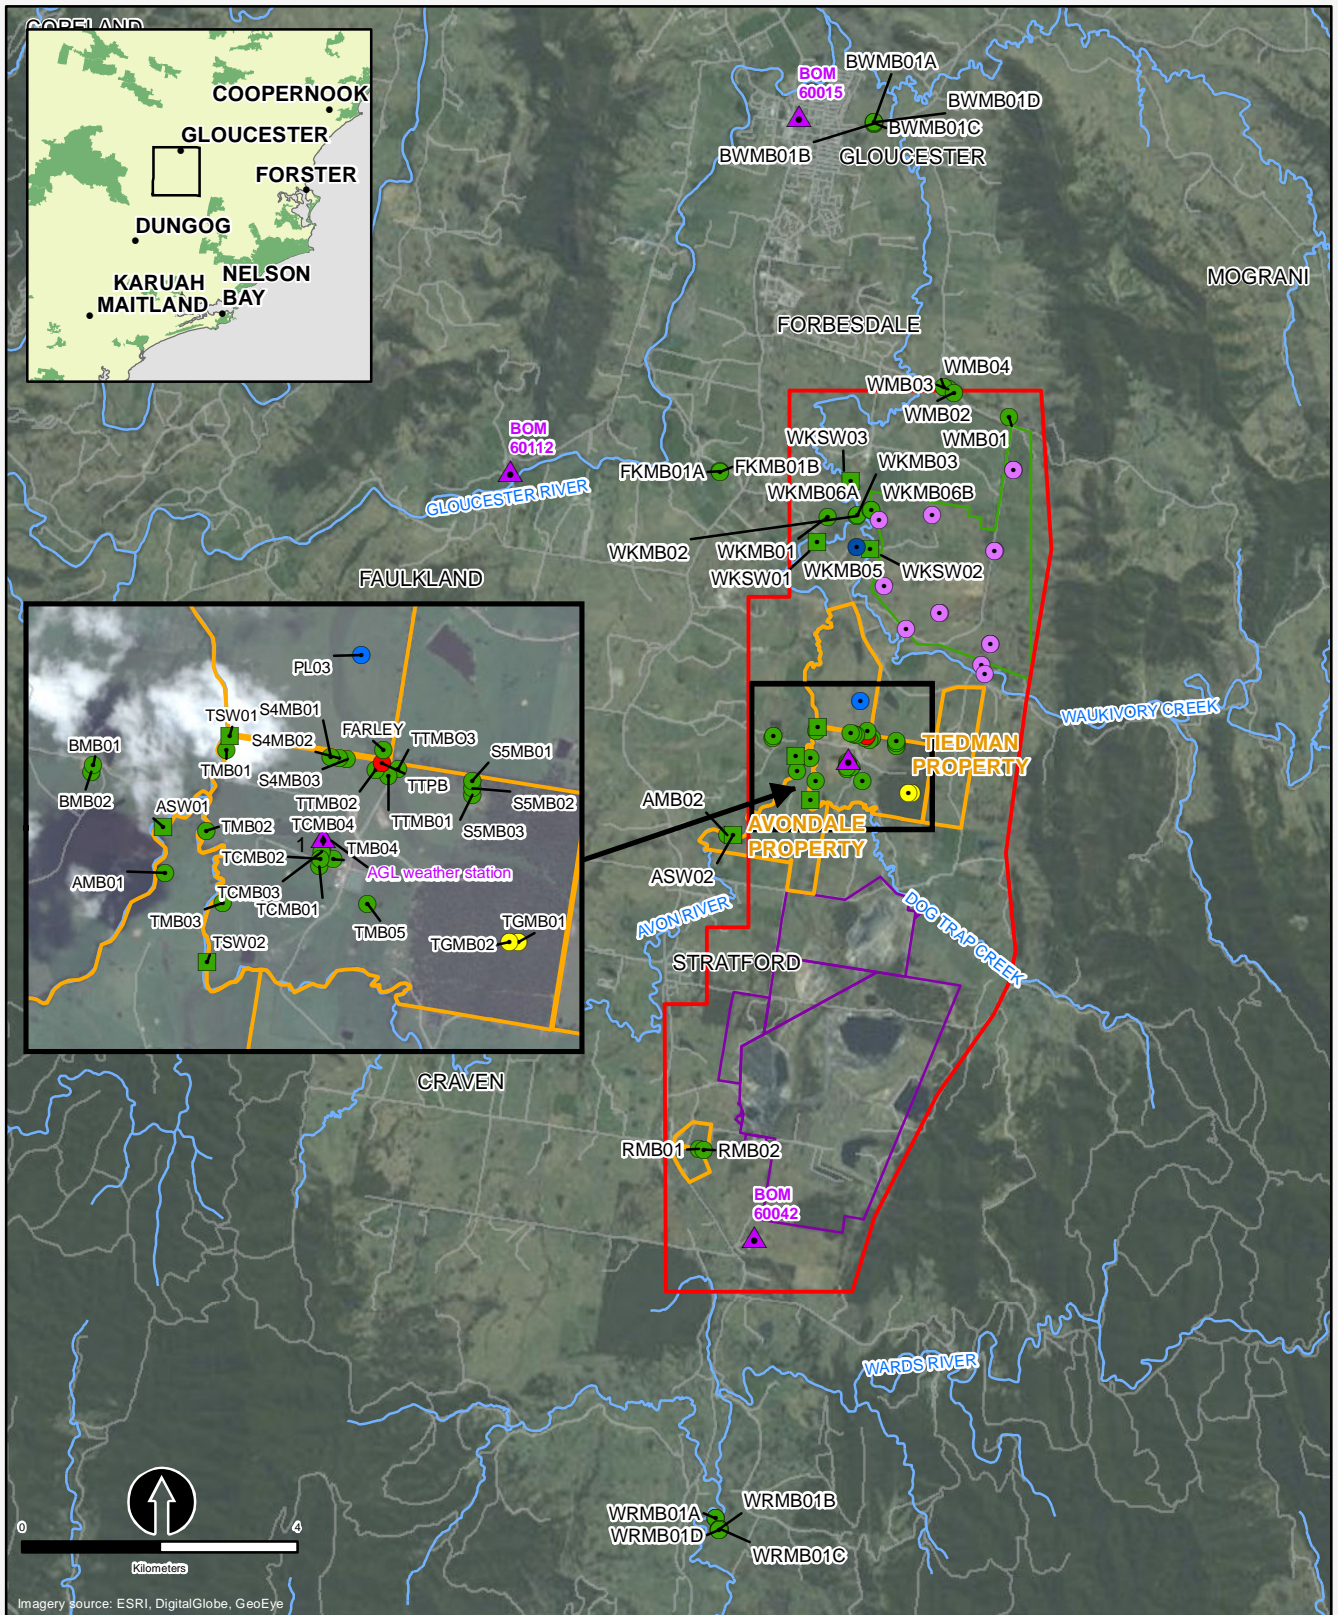 COOPERNOOK
GLOUCESTER
FORSTER
DUNGOG
KARUAH
MAITLAND
NELSON
BAY
BOM
60015
BWMB01A
BWMB01D
BWMB01C
BWMB01B
GLOUCESTER
MOGRANI
FORBESDALE
WMB04
WMB03
WMB02
WMB01
BOM
60112
GLOUCESTER RIVER
FKMB01A
FKMB01B
WKSW03
WKMB03
WKMB06A
WKMB06B
WKMB02
WKMB01
WKSW01
WKMB05
WKSW02
FAULKLAND
WAUKIVORY CREEK
TIEDMAN
PROPERTY
AMB02
AVONDALE
PROPERTY
ASW02
AVON RIVER
DOG TRAP CREEK
STRATFORD
PL03
TSW01
S4MB01
FARLEY
TTMBO3
S4MB02
S5MB01
BMB01
TMB01
S4MB03
TTPB
BMB02
TTMB02
S5MB02
ASW01
TMB02
TCMB04
TTMB01
S5MB03
1
TCMB02
TMB04
AGL weather station
AMB01
TCMB03
TCMB01
TMB03
TMB05
TGMB01
TSW02
TGMB02
CRAVEN
RMB01
RMB02
BOM
60042
WARDS RIVER
WRMB01A
WRMB01B
WRMB01D
WRMB01C
0
4
Kilometers
Imagery source: ESRI, DigitalGlobe, GeoEye